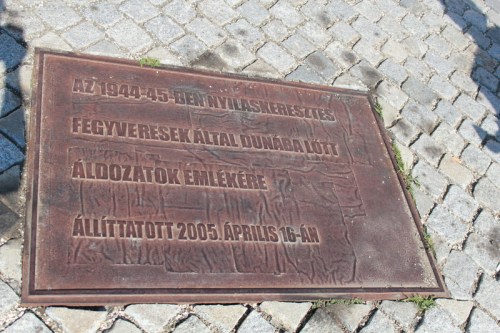 AZ 1944-45-BEN NYILASKERESZTES
FEGYVERESEK ÁLTAL DUNÁBA LŐTT
ÁLDOZATOK EMLÉKÉRE
ÁLLÍTTATOTT 2005. ÁPRILIS 16-ÁN